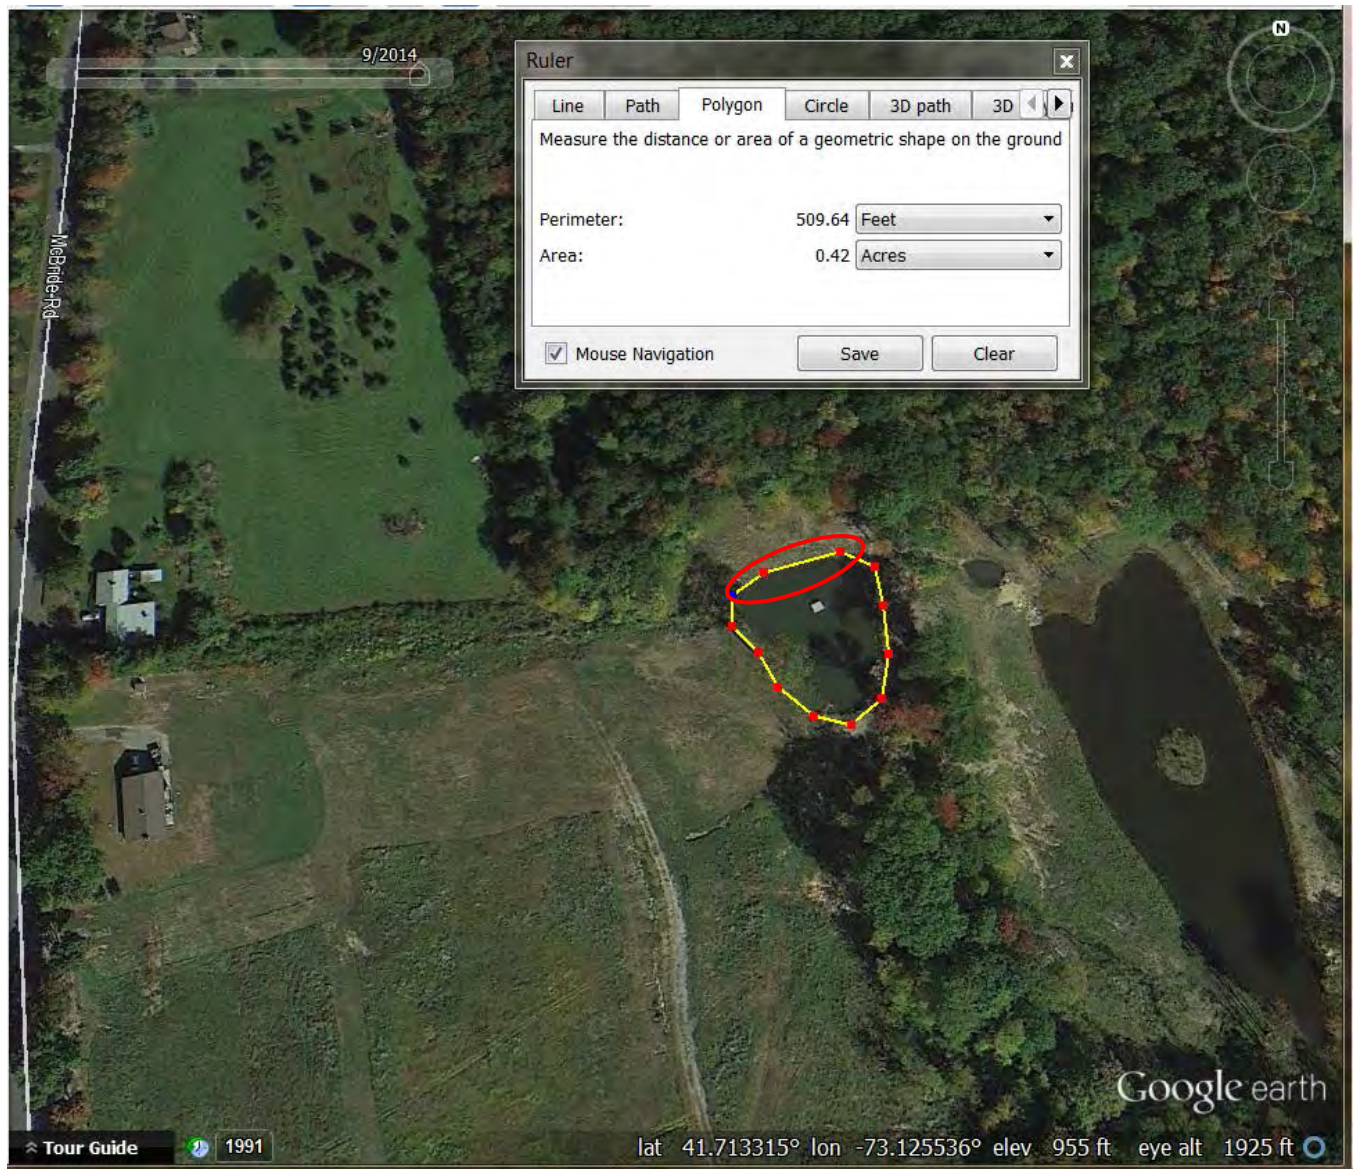 9/2014
N
Ruler
Line Path Polygon Circle 3D path 3D
Measure the distance or area of a geometric shape on the ground
Perimeter: 509.64 Feet
Area: 0.42 Acres
Mouse Navigation Save Clear
McBride Rd
Google earth
Tour Guide 1991 lat 41.713315° lon -73.125536° elev 955 ft eye alt 1925 ft